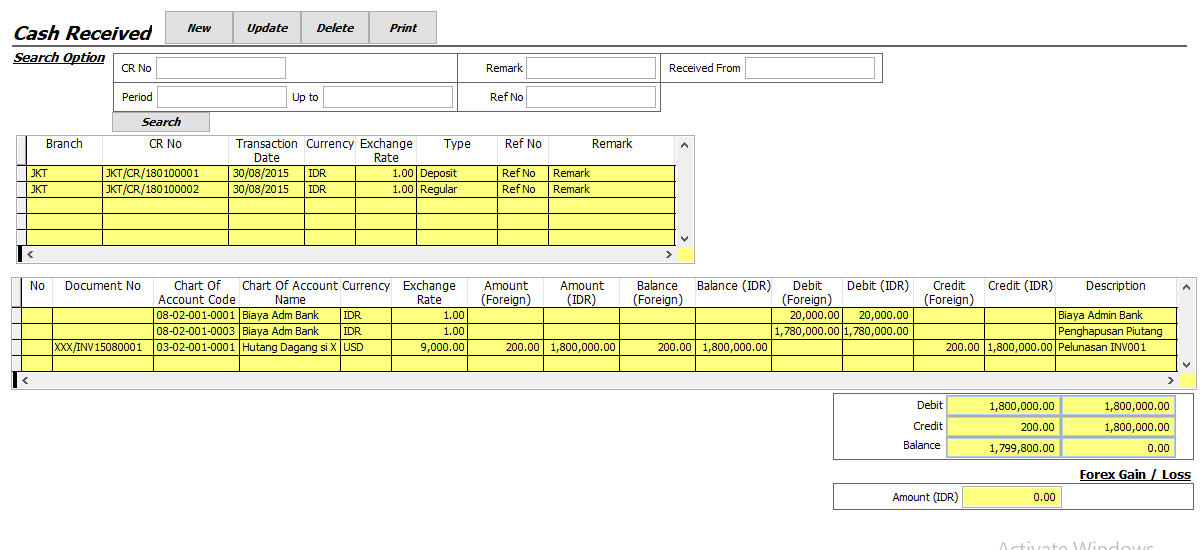 Cash Received New Update Delete Print
Search Option
CR No Remark Received From
Period Up to Ref No
Search
Branch CR No Transaction Date Currency Exchange Rate Type Ref No Remark
JKT JKT/CR/180100001 30/08/2015 IDR 1.00 Deposit Ref No Remark
JKT JKT/CR/180100002 30/08/2015 IDR 1.00 Regular Ref No Remark
No Document No Chart Of Account Code Chart Of Account Name Currency Exchange Rate Amount (Foreign) Amount (IDR) Balance (Foreign) Balance (IDR) Debit (Foreign) Debit (IDR) Credit (Foreign) Credit (IDR) Description
08-02-001-0001 Biaya Adm Bank IDR 1.00 20,000.00 20,000.00 Biaya Admin Bank
08-02-001-0003 Biaya Adm Bank IDR 1.00 1,780,000.00 1,780,000.00 Penghapusan Piutang
XXX/INV15080001 03-02-001-0001 Hutang Dagang si X USD 9,000.00 200.00 1,800,000.00 200.00 1,800,000.00 200.00 1,800,000.00 Pelunasan INV001
Debit 1,800,000.00 1,800,000.00
Credit 200.00 1,800,000.00
Balance 1,799,800.00 0.00
Forex Gain / Loss
Amount (IDR) 0.00
Activate Windows